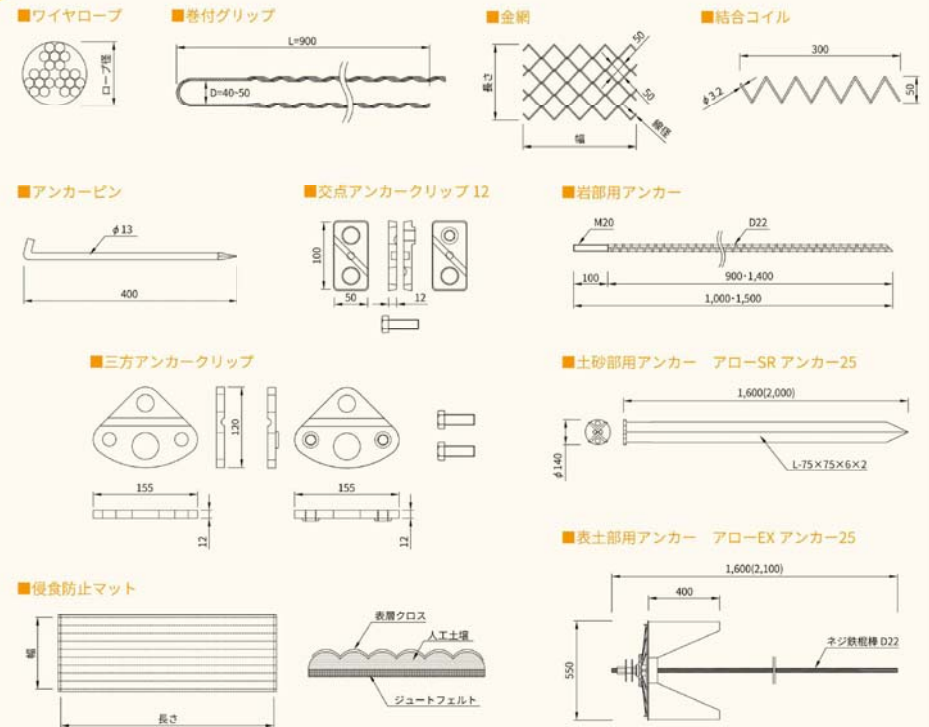 ■ワイヤロープ
ロープ径
■巻付グリップ
L=900
D=40~50
■金網
長さ
50
50
線径
幅
■結合コイル
300
φ3.2
50
■アンカーピン
φ13
400
■交点アンカークリップ 12
100
50
12
■岩部用アンカー
M20
D22
100
900・1,400
1,000・1,500
■三方アンカークリップ
120
155
155
12
12
■土砂部用アンカー アローSR アンカー25
1,600(2,000)
φ140
L-75×75×6×2
■表土部用アンカー アローEX アンカー25
1,600(2,100)
400
550
ネジ鉄棍棒 D22
■侵食防止マット
幅
長さ
表層クロス
人工土壌
ジュートフェルト